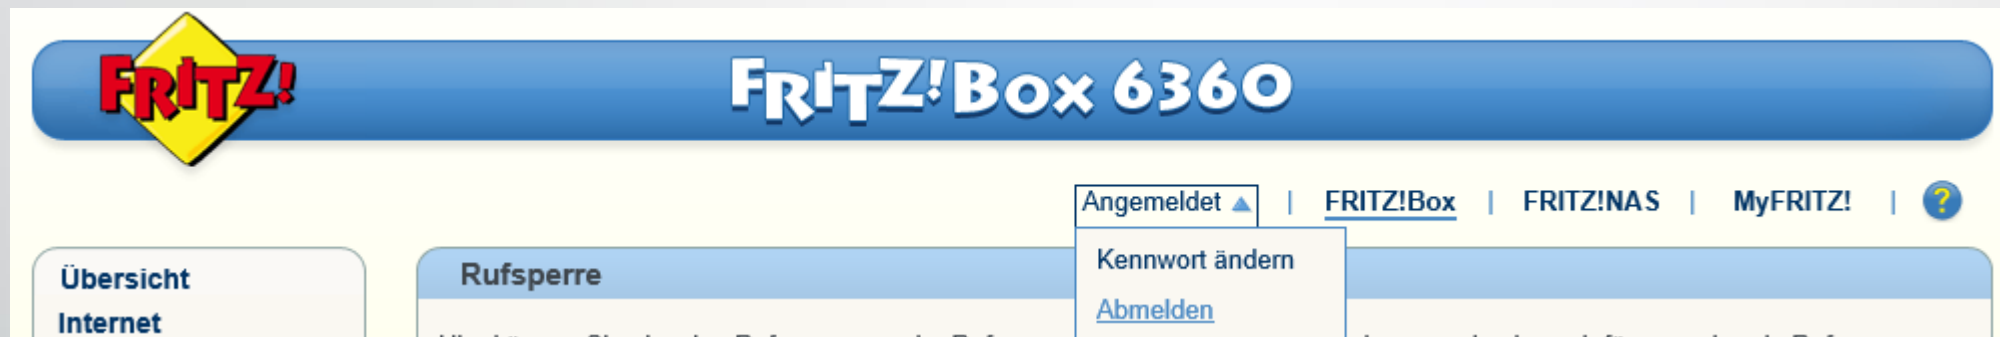 FRITZ!
FRITZ!Box 6360
Angemeldet | FRITZ!Box | FRITZ!NAS | MyFRITZ! | ?
Kennwort ändern
Abmelden
Übersicht
Internet
Rufsperre